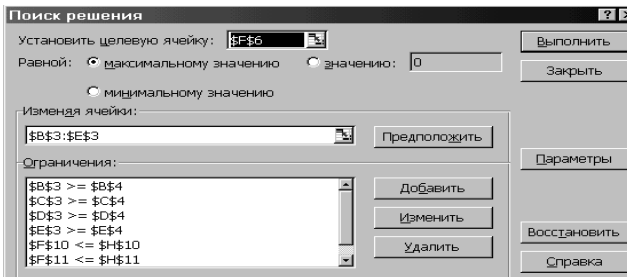 Поиск решения
Установить целевую ячейку: $F$6
Выполнить
Равной: максимальному значению значению: 0
Закрыть
минимальному значению
Изменяя ячейки:
$B$3:$E$3
Предположить
Ограничения:
Параметры
$B$3 >= $B$4
$C$3 >= $C$4
$D$3 >= $D$4
$E$3 >= $E$4
$F$10 <= $H$10
$F$11 <= $H$11
Добавить
Изменить
Удалить
Восстановить
Справка